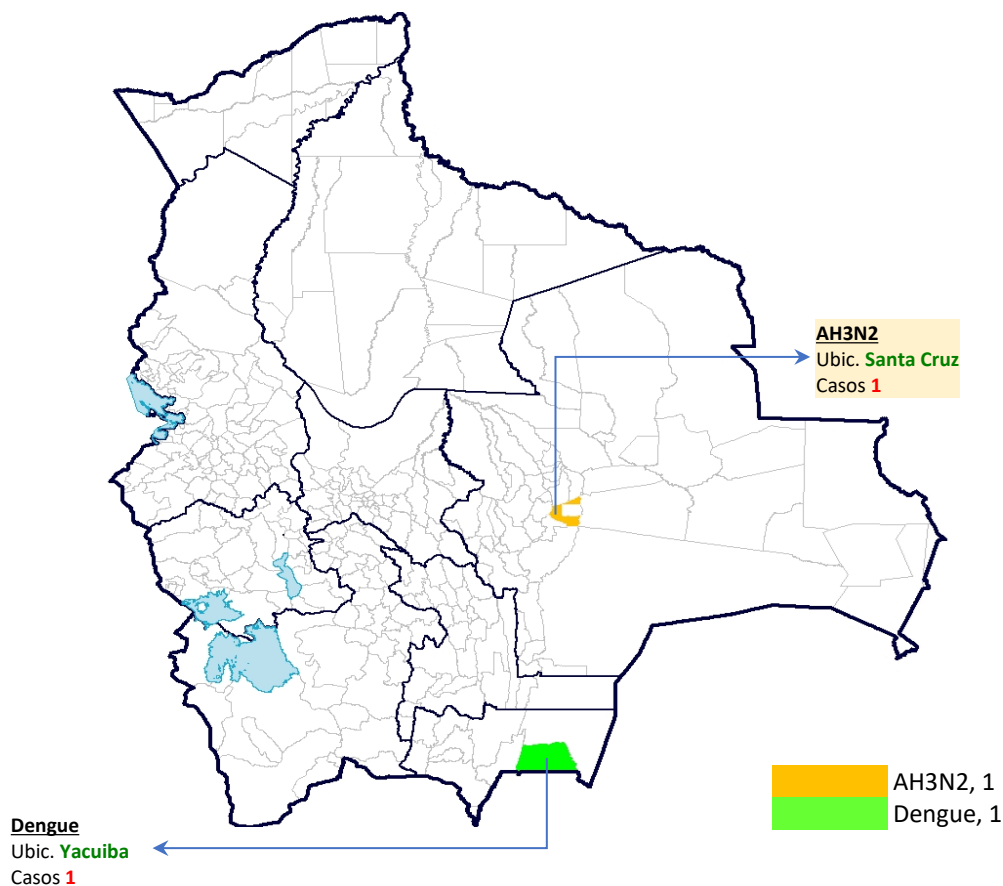 AH3N2
Ubic. Santa Cruz
Casos 1
AH3N2, 1
Dengue, 1
Dengue
Ubic. Yacuiba
Casos 1